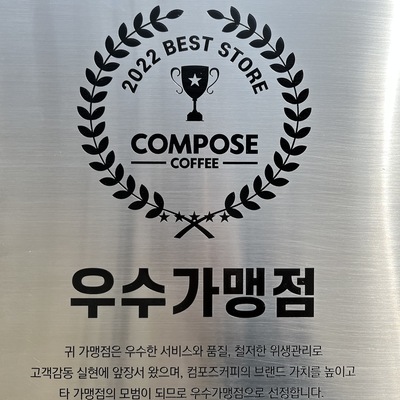 2022 BEST STORE
COMPOSE
COFFEE
우수가맹점
귀 가맹점은 우수한 서비스와 품질, 철저한 위생관리로
고객감동 실현에 앞장서 왔으며, 컴포즈커피의 브랜드 가치를 높이고
타 가맹점의 모범이 되므로 우수가맹점으로 선정합니다.